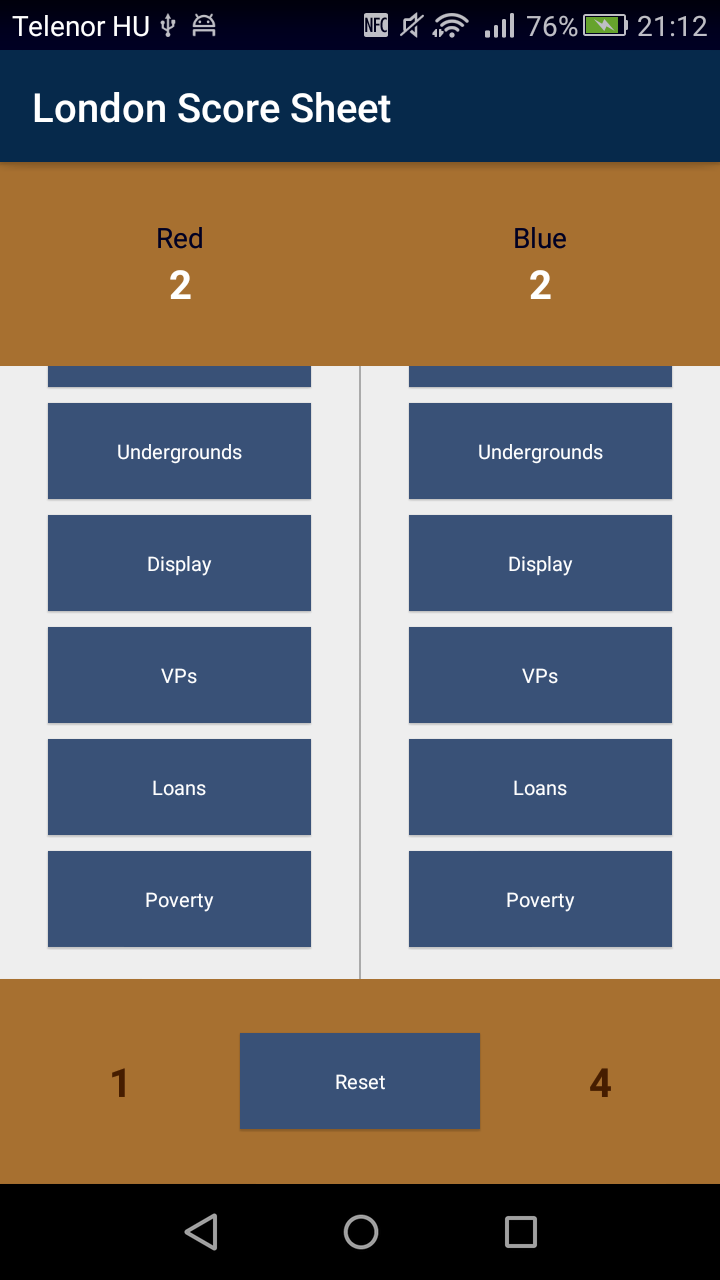 Telenor HU NFC 76% 21:12
London Score Sheet
Red Blue
2 2
Undergrounds Undergrounds
Display Display
VPs VPs
Loans Loans
Poverty Poverty
1 Reset 4